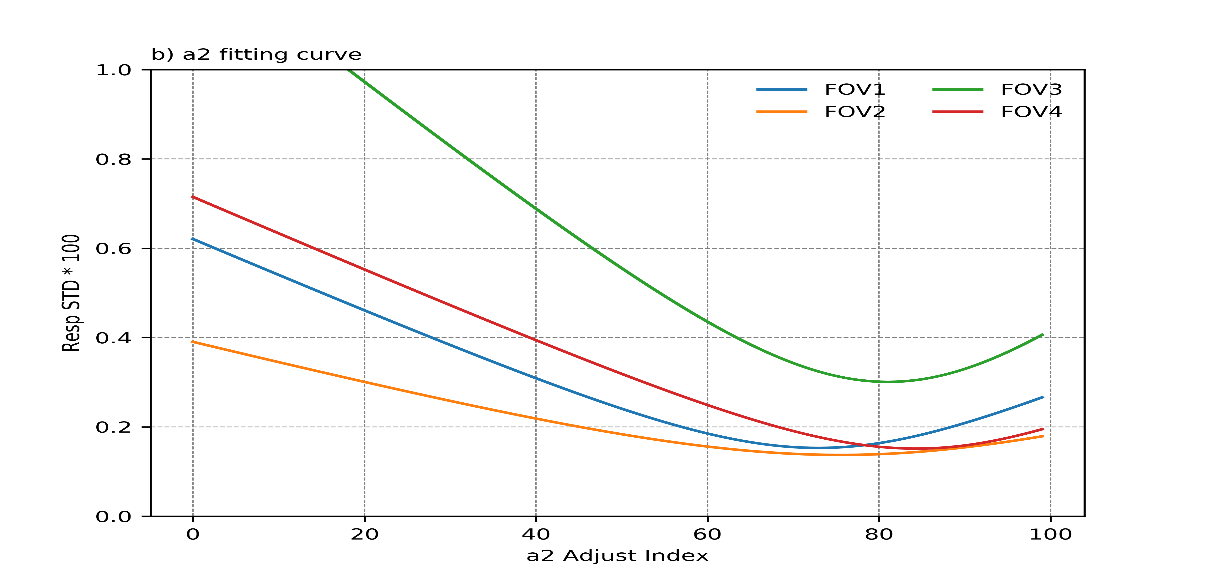 b) a2 fitting curve
1.0
0.8
0.6
0.4
0.2
0.0
Resp STD * 100
FOV1 FOV3
FOV2 FOV4
0 20 40 60 80 100
a2 Adjust Index